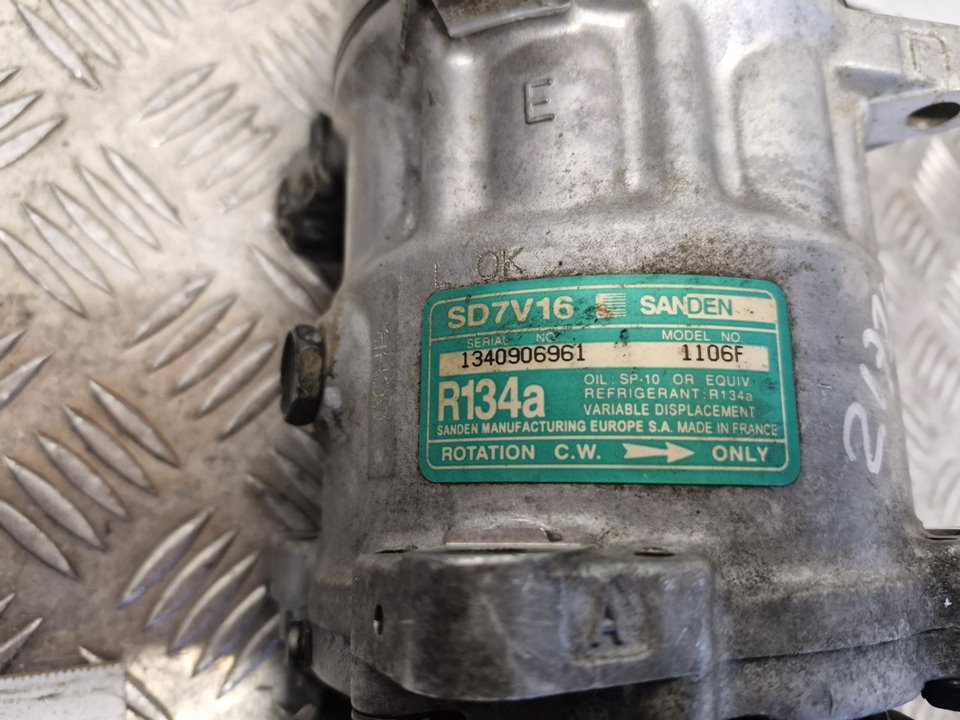 E
OK
SD7V16 SANDEN
SERIAL NO. MODEL NO.
1340906961 1106F
R134a
OIL: SP-10 OR EQUIV
REFRIGERANT: R134a
VARIABLE DISPLACEMENT
SANDEN MANUFACTURING EUROPE S.A. MADE IN FRANCE
ROTATION C.W. ONLY
A